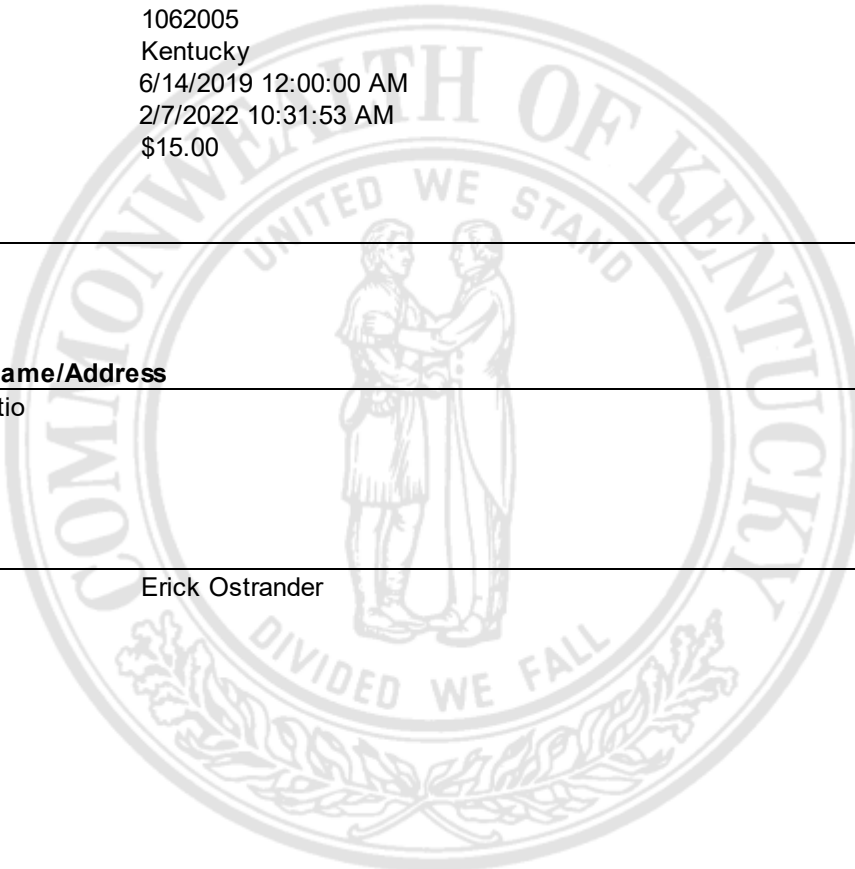 1062005
Kentucky
6/14/2019 12:00:00 AM
2/7/2022 10:31:53 AM
$15.00
COMMONWEALTH OF KENTUCKY
UNITED WE STAND
ame/Address
tio
Erick Ostrander
DIVIDED WE FALL